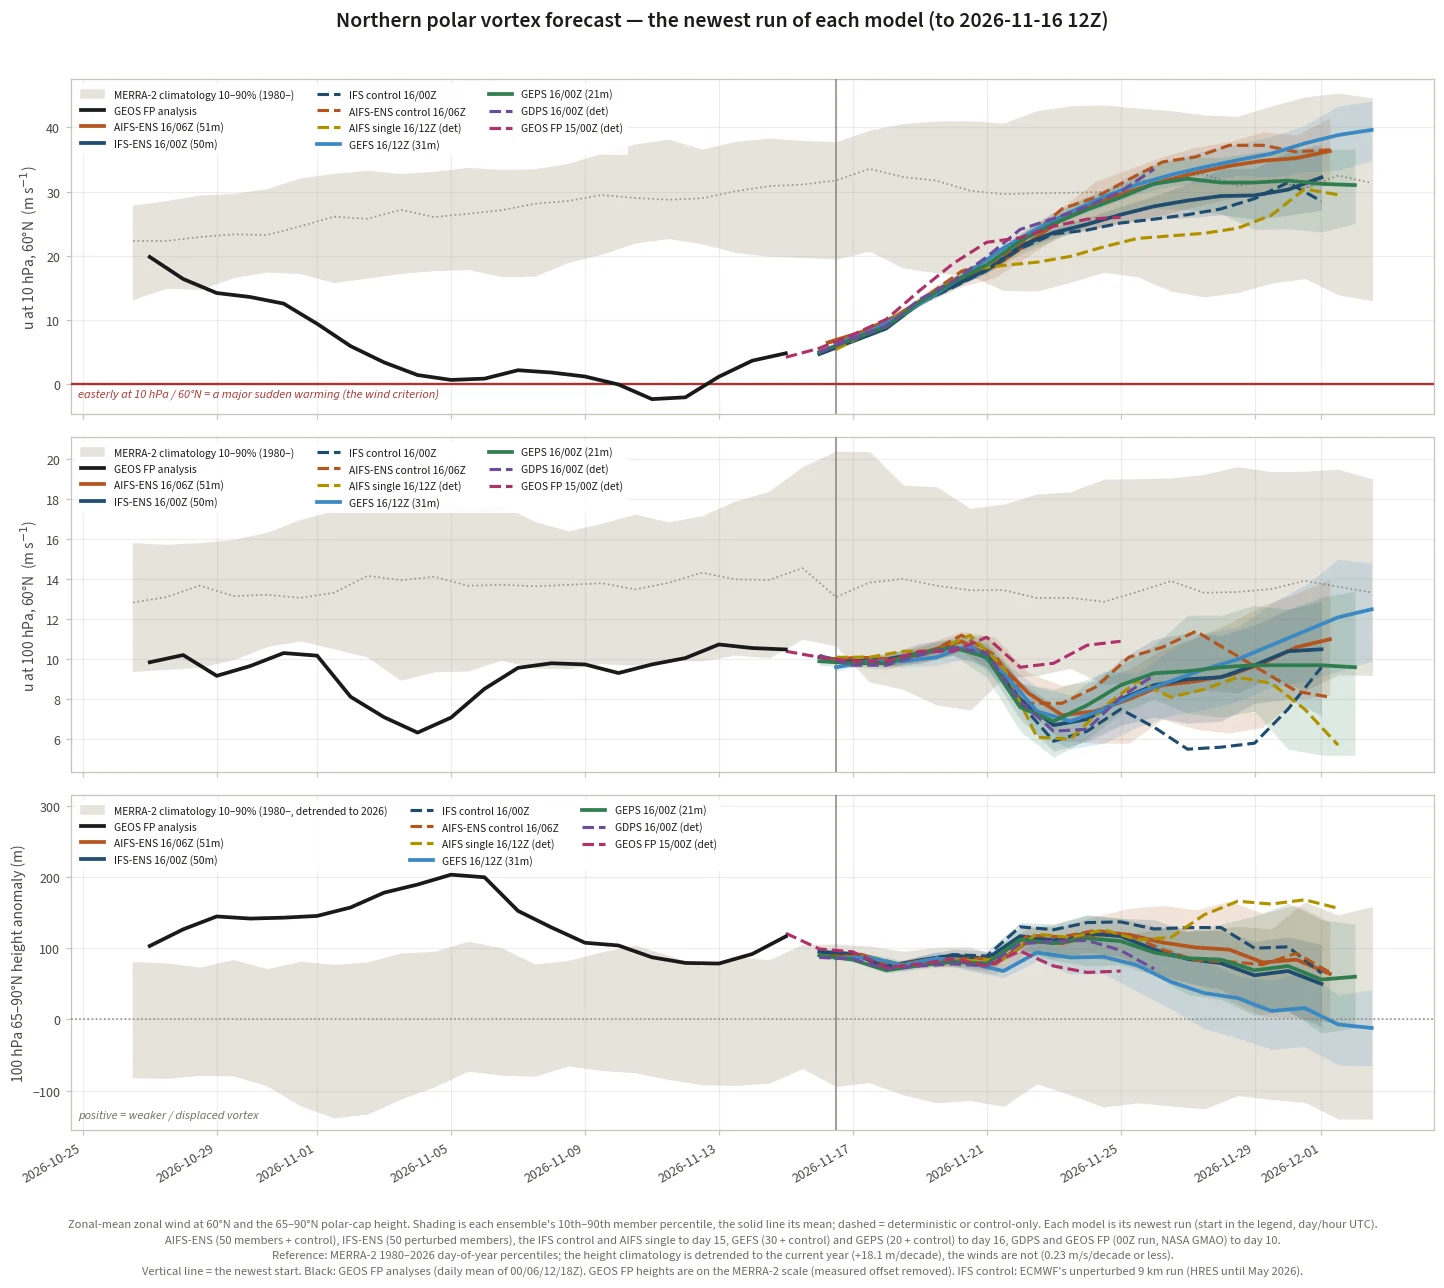 Northern polar vortex forecast — the newest run of each model (to 2026-11-16 12Z)
MERRA-2 climatology 10–90% (1980–)
GEOS FP analysis
AIFS-ENS 16/06Z (51m)
IFS-ENS 16/00Z (50m)
IFS control 16/00Z
AIFS-ENS control 16/06Z
AIFS single 16/12Z (det)
GEFS 16/12Z (31m)
GEPS 16/00Z (21m)
GDPS 16/00Z (det)
GEOS FP 15/00Z (det)
u at 10 hPa, 60°N (m s⁻¹)
40
30
20
10
0
easterly at 10 hPa / 60°N = a major sudden warming (the wind criterion)
MERRA-2 climatology 10–90% (1980–)
GEOS FP analysis
AIFS-ENS 16/06Z (51m)
IFS-ENS 16/00Z (50m)
IFS control 16/00Z
AIFS-ENS control 16/06Z
AIFS single 16/12Z (det)
GEFS 16/12Z (31m)
GEPS 16/00Z (21m)
GDPS 16/00Z (det)
GEOS FP 15/00Z (det)
u at 100 hPa, 60°N (m s⁻¹)
20
18
16
14
12
10
8
6
MERRA-2 climatology 10–90% (1980–, detrended to 2026)
GEOS FP analysis
AIFS-ENS 16/06Z (51m)
IFS-ENS 16/00Z (50m)
IFS control 16/00Z
AIFS-ENS control 16/06Z
AIFS single 16/12Z (det)
GEFS 16/12Z (31m)
GEPS 16/00Z (21m)
GDPS 16/00Z (det)
GEOS FP 15/00Z (det)
100 hPa 65–90°N height anomaly (m)
300
200
100
0
−100
positive = weaker / displaced vortex
2026-10-25
2026-10-29
2026-11-01
2026-11-05
2026-11-09
2026-11-13
2026-11-17
2026-11-21
2026-11-25
2026-11-29
2026-12-01
Zonal-mean zonal wind at 60°N and the 65–90°N polar-cap height. Shading is each ensemble's 10th–90th member percentile, the solid line its mean; dashed = deterministic or control-only. Each model is its newest run (start in the legend, day/hour UTC).
AIFS-ENS (50 members + control), IFS-ENS (50 perturbed members), the IFS control and AIFS single to day 15, GEFS (30 + control) and GEPS (20 + control) to day 16, GDPS and GEOS FP (00Z run, NASA GMAO) to day 10.
Reference: MERRA-2 1980–2026 day-of-year percentiles; the height climatology is detrended to the current year (+18.1 m/decade), the winds are not (0.23 m/s/decade or less).
Vertical line = the newest start. Black: GEOS FP analyses (daily mean of 00/06/12/18Z). GEOS FP heights are on the MERRA-2 scale (measured offset removed). IFS control: ECMWF's unperturbed 9 km run (HRES until May 2026).